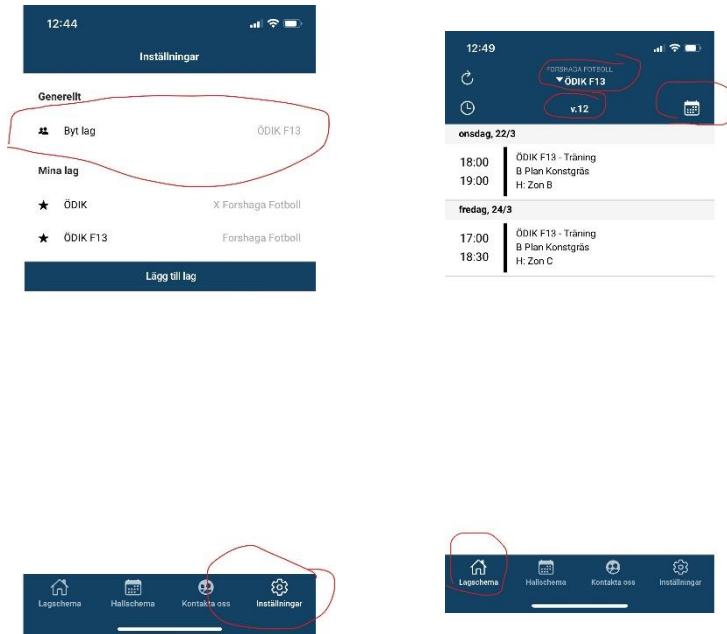 12:44
Inställningar
Generellt
Byt lag ÖDIK F13
Mina lag
ÖDIK X Forshaga Fotboll
ÖDIK F13 Forshaga Fotboll
Lägg till lag
Lagschema Hallschema Kontakta oss Inställningar
12:49
FORSHAGA FOTBOLL
ÖDIK F13
v.12
onsdag, 22/3
18:00 ÖDIK F13 - Träning
B Plan Konstgräs
19:00 H: Zon B
fredag, 24/3
17:00 ÖDIK F13 - Träning
B Plan Konstgräs
18:30 H: Zon C
Lagschema Hallschema Kontakta oss Inställningar